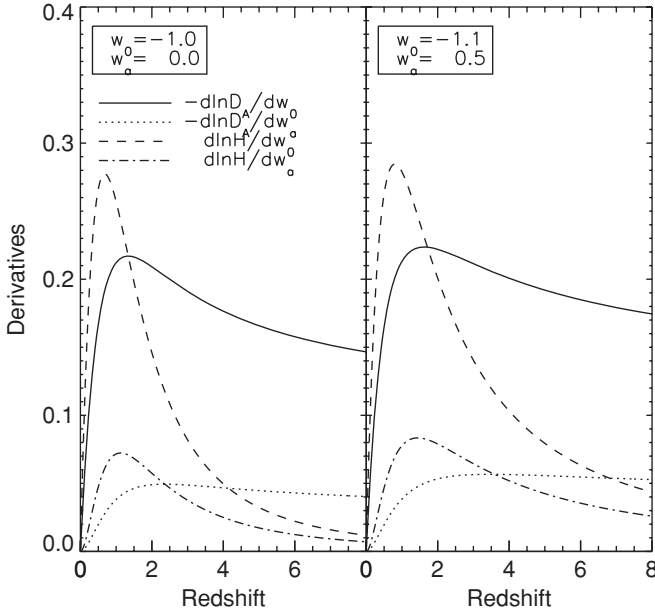 0.4
0.3
0.2
0.1
0.0
Derivatives
w₀=−1.0
wₐ= 0.0
−dlnD_A/dw₀
−dlnD_A/dwₐ
dlnH/dw₀
dlnH/dwₐ
0 2 4 6
Redshift
w₀=−1.1
wₐ= 0.5
0 2 4 6 8
Redshift